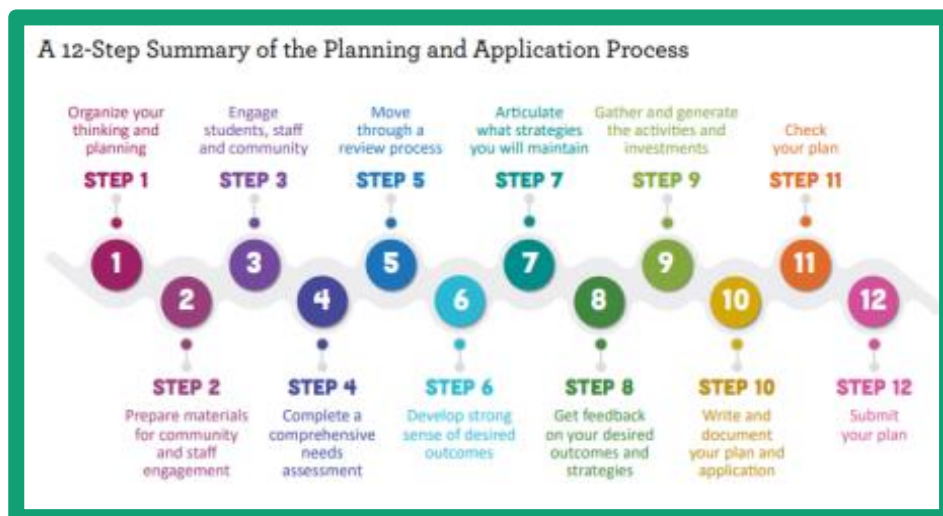 A 12-Step Summary of the Planning and Application Process
Organize your
thinking and
planning
STEP 1
Engage
students, staff
and community
STEP 3
Move
through a
review process
STEP 5
Articulate
what strategies
you will maintain
STEP 7
Gather and generate
the activities and
investments
STEP 9
Check
your plan
STEP 11
1
2
3
4
5
6
7
8
9
10
11
12
STEP 2
Prepare materials
for community
and staff
engagement
STEP 4
Complete a
comprehensive
needs
assessment
STEP 6
Develop strong
sense of desired
outcomes
STEP 8
Get feedback
on your desired
outcomes and
strategies
STEP 10
Write and
document
your plan and
application
STEP 12
Submit
your plan